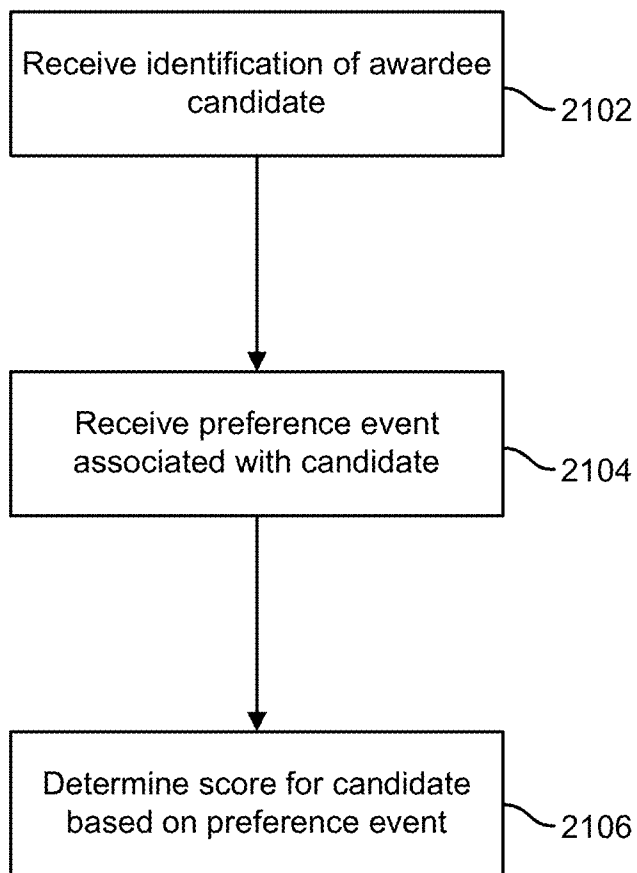 Receive identification of awardee
candidate
2102
Receive preference event
associated with candidate
2104
Determine score for candidate
based on preference event
2106